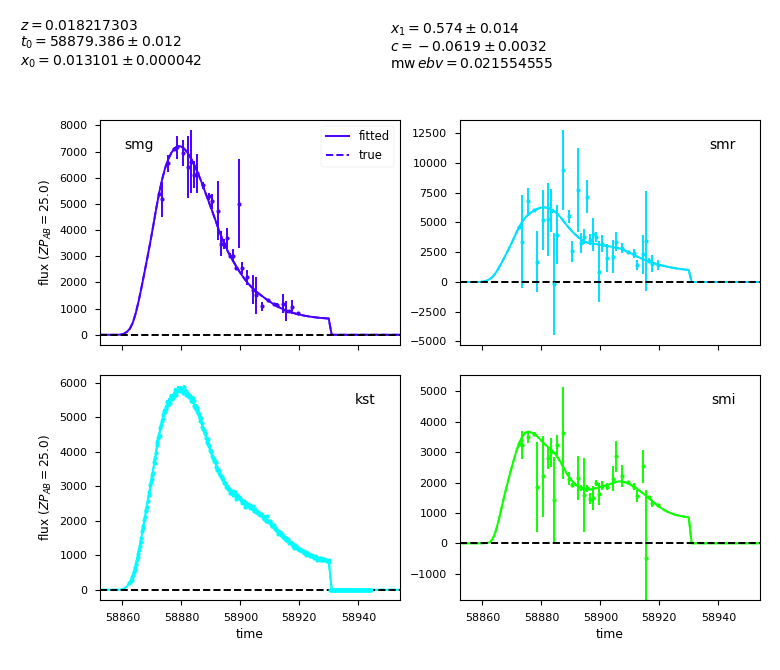 z = 0.018217303
t₀ = 58879.386 ± 0.012
x₀ = 0.013101 ± 0.000042
x₁ = 0.574 ± 0.014
c = −0.0619 ± 0.0032
mw ebv = 0.021554555
flux (ZP_AB = 25.0)
8000
7000
6000
5000
4000
3000
2000
1000
0
smg
fitted
true
12500
10000
7500
5000
2500
0
−2500
−5000
smr
flux (ZP_AB = 25.0)
6000
5000
4000
3000
2000
1000
0
kst
58860 58880 58900 58920 58940
time
5000
4000
3000
2000
1000
0
−1000
smi
58860 58880 58900 58920 58940
time